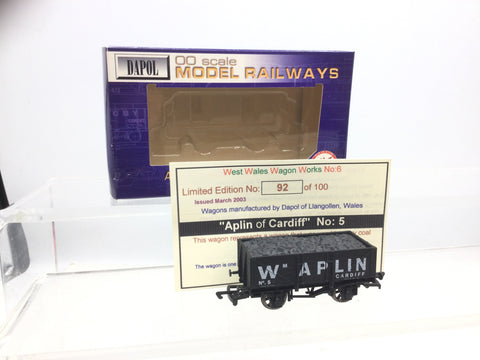 DAPOL
OO scale
MODEL RAILWAYS
West Wales Wagon Works No:6
Limited Edition No: 92 of 100
Issued March 2003
Wagons manufactured by Dapol of Llangollen, Wales
"Aplin of Cardiff" No: 5
This wagon represents a
coal
The wagon is one
WM APLIN
No. 5
CARDIFF